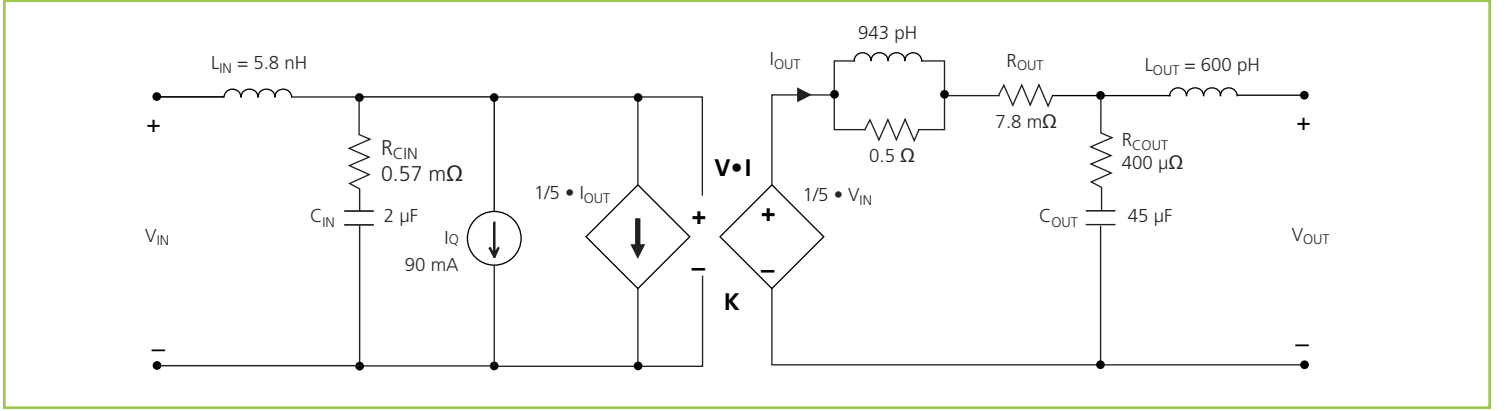 L_IN = 5.8 nH
+
−
V_IN
R_CIN
0.57 mΩ
C_IN
2 µF
I_Q
90 mA
1/5 • I_OUT
+
−
V•I
K
1/5 • V_IN
+
−
I_OUT
943 pH
0.5 Ω
R_OUT
7.8 mΩ
R_COUT
400 µΩ
C_OUT
45 µF
L_OUT = 600 pH
+
−
V_OUT